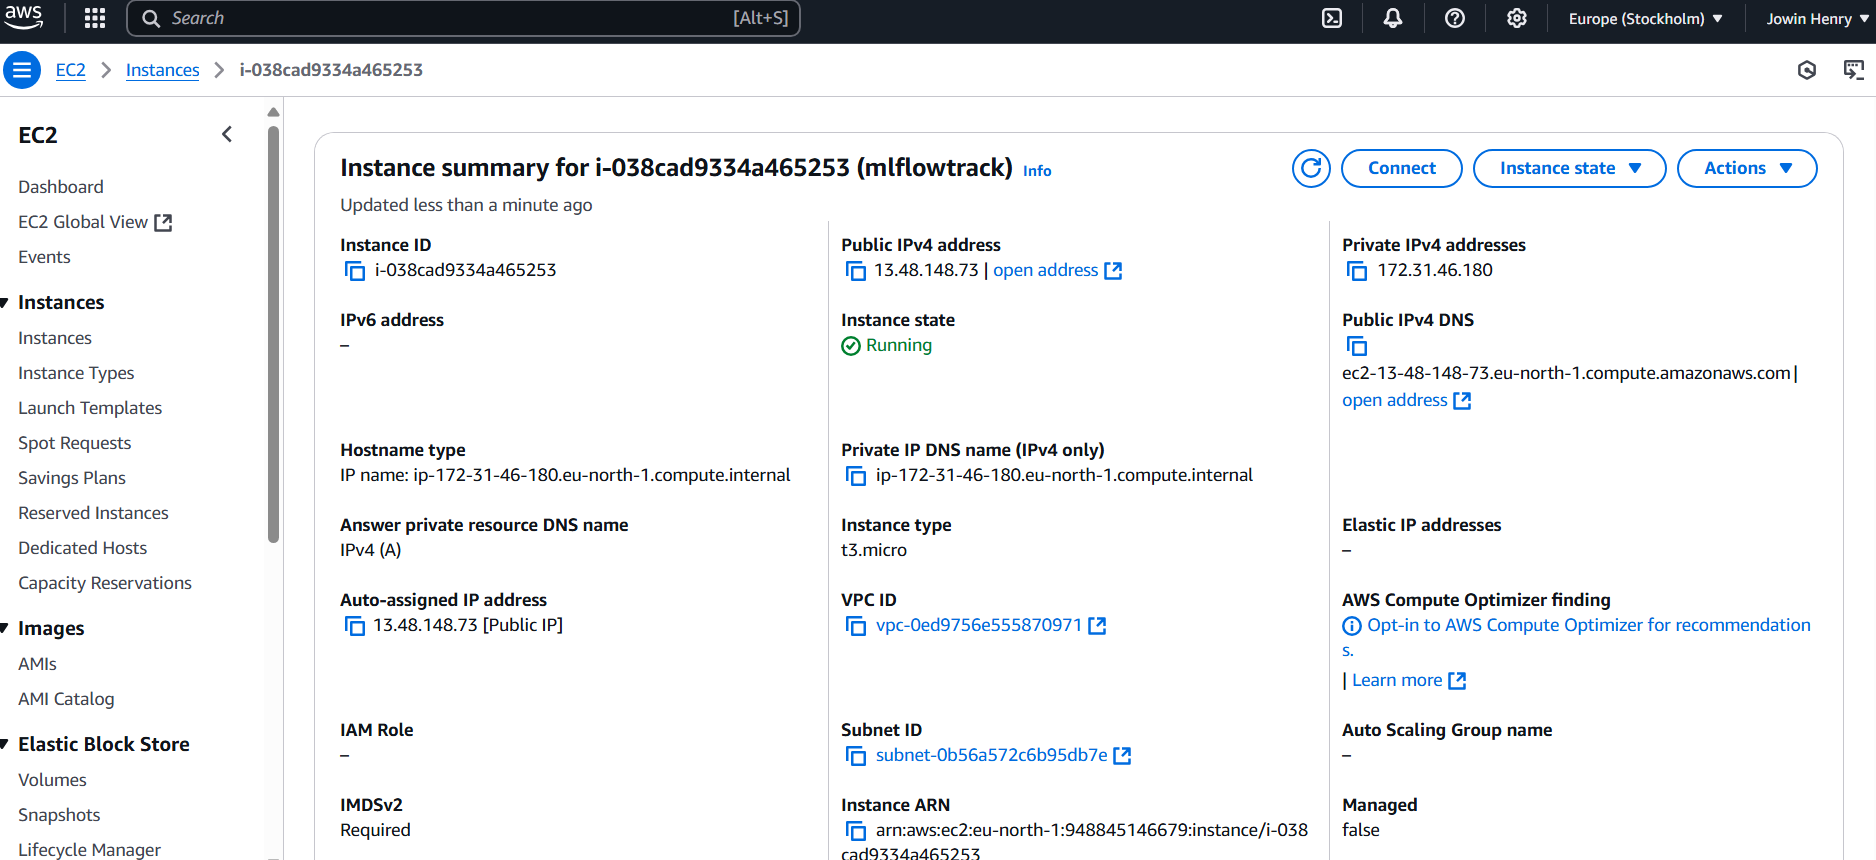 aws
Search
[Alt+S]
Europe (Stockholm)
Jowin Henry
EC2
Instances
i-038cad9334a465253
EC2
Dashboard
EC2 Global View
Events
Instances
Instances
Instance Types
Launch Templates
Spot Requests
Savings Plans
Reserved Instances
Dedicated Hosts
Capacity Reservations
Images
AMIs
AMI Catalog
Elastic Block Store
Volumes
Snapshots
Lifecycle Manager
Instance summary for i-038cad9334a465253 (mlflowtrack) Info
Connect
Instance state
Actions
Updated less than a minute ago
Instance ID
i-038cad9334a465253
Public IPv4 address
13.48.148.73 | open address
Private IPv4 addresses
172.31.46.180
IPv6 address
–
Instance state
Running
Public IPv4 DNS
ec2-13-48-148-73.eu-north-1.compute.amazonaws.com |
open address
Hostname type
IP name: ip-172-31-46-180.eu-north-1.compute.internal
Private IP DNS name (IPv4 only)
ip-172-31-46-180.eu-north-1.compute.internal
Answer private resource DNS name
IPv4 (A)
Instance type
t3.micro
Elastic IP addresses
–
Auto-assigned IP address
13.48.148.73 [Public IP]
VPC ID
vpc-0ed9756e555870971
AWS Compute Optimizer finding
Opt-in to AWS Compute Optimizer for recommendation
s.
| Learn more
IAM Role
–
Subnet ID
subnet-0b56a572c6b95db7e
Auto Scaling Group name
–
IMDSv2
Required
Instance ARN
arn:aws:ec2:eu-north-1:948845146679:instance/i-038
cad9334a465253
Managed
false